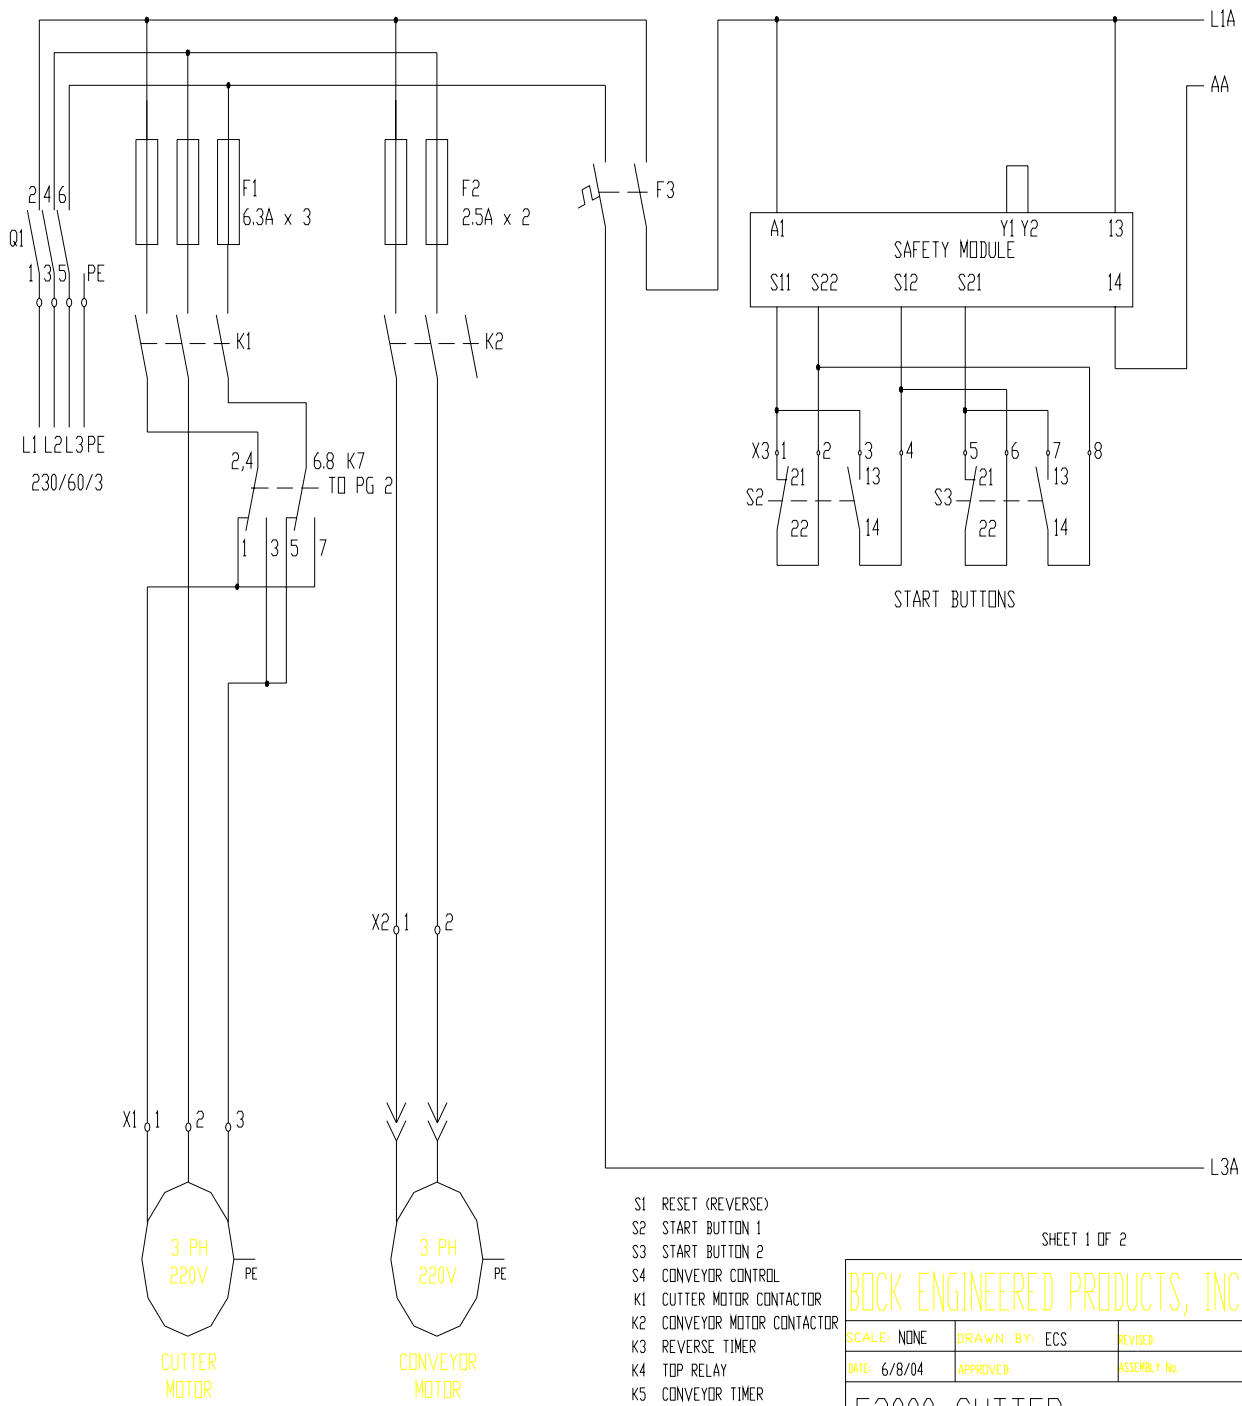 L1A
AA
2 4 6
Q1
1 3 5 PE
F1
6.3A x 3
F2
2.5A x 2
F3
A1 Y1 Y2 13
SAFETY MODULE
S11 S22 S12 S21 14
K1
K2
L1 L2 L3 PE
230/60/3
2,4 6.8 K7
TO PG 2
1 3 5 7
X3 1 2 3 4 5 6 7 8
S2 21 13 S3 21 13
22 14 22 14
START BUTTONS
X2 1 2
X1 1 2 3
L3A
3 PH
220V
PE
3 PH
220V
PE
CUTTER
MOTOR
CONVEYOR
MOTOR
S1 RESET (REVERSE)
S2 START BUTTON 1
S3 START BUTTON 2
S4 CONVEYOR CONTROL
K1 CUTTER MOTOR CONTACTOR
K2 CONVEYOR MOTOR CONTACTOR
K3 REVERSE TIMER
K4 TOP RELAY
K5 CONVEYOR TIMER
SHEET 1 OF 2
BOCK ENGINEERED PRODUCTS, INC
SCALE: NONE DRAWN BY: ECS REVISED:
DATE: 6/8/04 APPROVED: ASSEMBLY No.
CUTTER